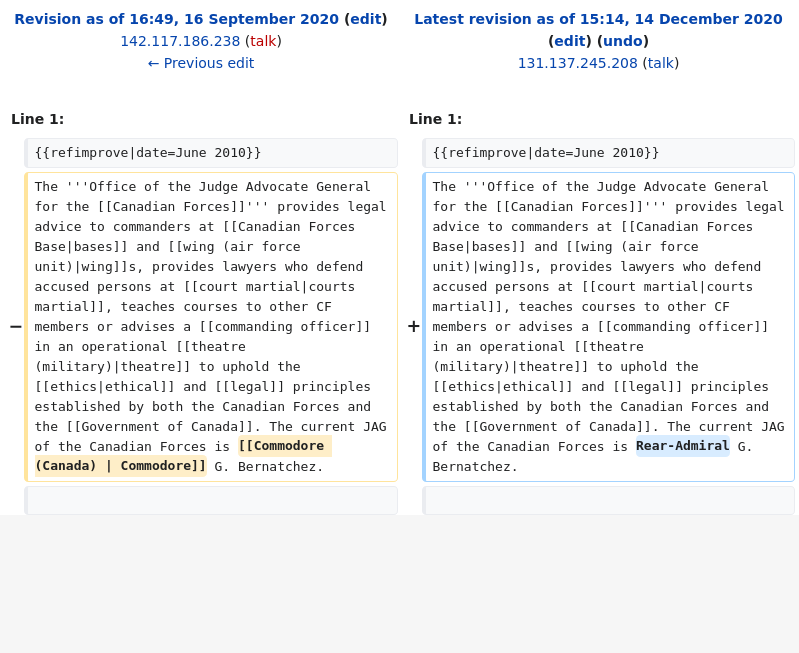 Revision as of 16:49, 16 September 2020 (edit)
142.117.186.238 (talk)
← Previous edit
Latest revision as of 15:14, 14 December 2020
(edit) (undo)
131.137.245.208 (talk)
Line 1:
Line 1:
{{refimprove|date=June 2010}}
{{refimprove|date=June 2010}}
−
The '''Office of the Judge Advocate General
for the [[Canadian Forces]]''' provides legal
advice to commanders at [[Canadian Forces
Base|bases]] and [[wing (air force
unit)|wing]]s, provides lawyers who defend
accused persons at [[court martial|courts
martial]], teaches courses to other CF
members or advises a [[commanding officer]]
in an operational [[theatre
(military)|theatre]] to uphold the
[[ethics|ethical]] and [[legal]] principles
established by both the Canadian Forces and
the [[Government of Canada]]. The current JAG
of the Canadian Forces is [[Commodore
(Canada) | Commodore]] G. Bernatchez.
+
The '''Office of the Judge Advocate General
for the [[Canadian Forces]]''' provides legal
advice to commanders at [[Canadian Forces
Base|bases]] and [[wing (air force
unit)|wing]]s, provides lawyers who defend
accused persons at [[court martial|courts
martial]], teaches courses to other CF
members or advises a [[commanding officer]]
in an operational [[theatre
(military)|theatre]] to uphold the
[[ethics|ethical]] and [[legal]] principles
established by both the Canadian Forces and
the [[Government of Canada]]. The current JAG
of the Canadian Forces is Rear-Admiral G.
Bernatchez.